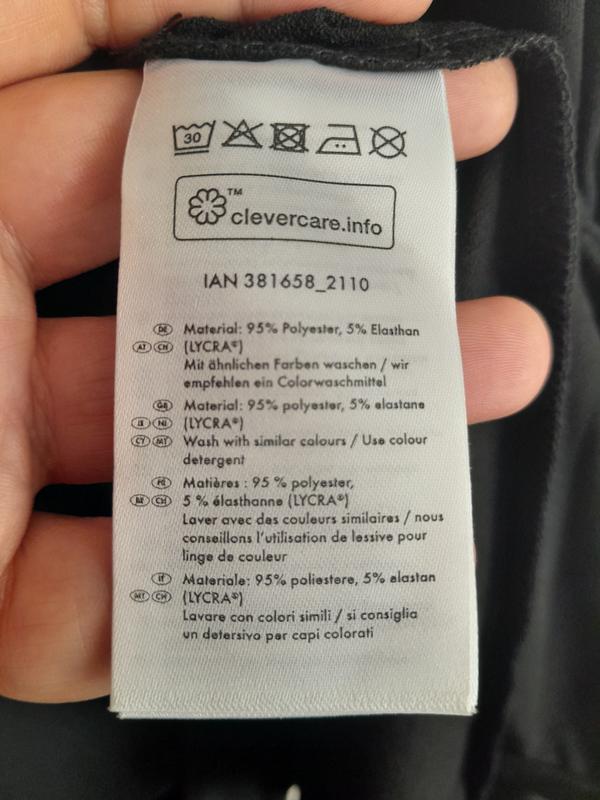 30
™
clevercare.info
IAN 381658_2110
DE Material: 95% Polyester, 5% Elasthan
AT CH (LYCRA®)
Mit ähnlichen Farben waschen / wir
empfehlen ein Colorwaschmittel
GB Material: 95% polyester, 5% elastane
IE NI (LYCRA®)
CY MT Wash with similar colours / Use colour
detergent
FR Matières : 95 % polyester,
BE CH 5 % élasthanne (LYCRA®)
Laver avec des couleurs similaires / nous
conseillons l'utilisation de lessive pour
linge de couleur
IT Materiale: 95% poliestere, 5% elastan
MT CH (LYCRA®)
Lavare con colori simili / si consiglia
un detersivo per capi colorati